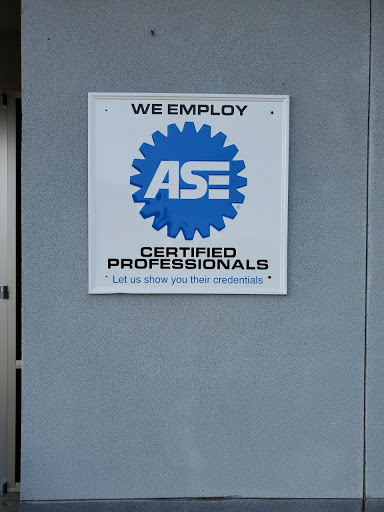 WE EMPLOY
ASE
CERTIFIED
PROFESSIONALS
Let us show you their credentials